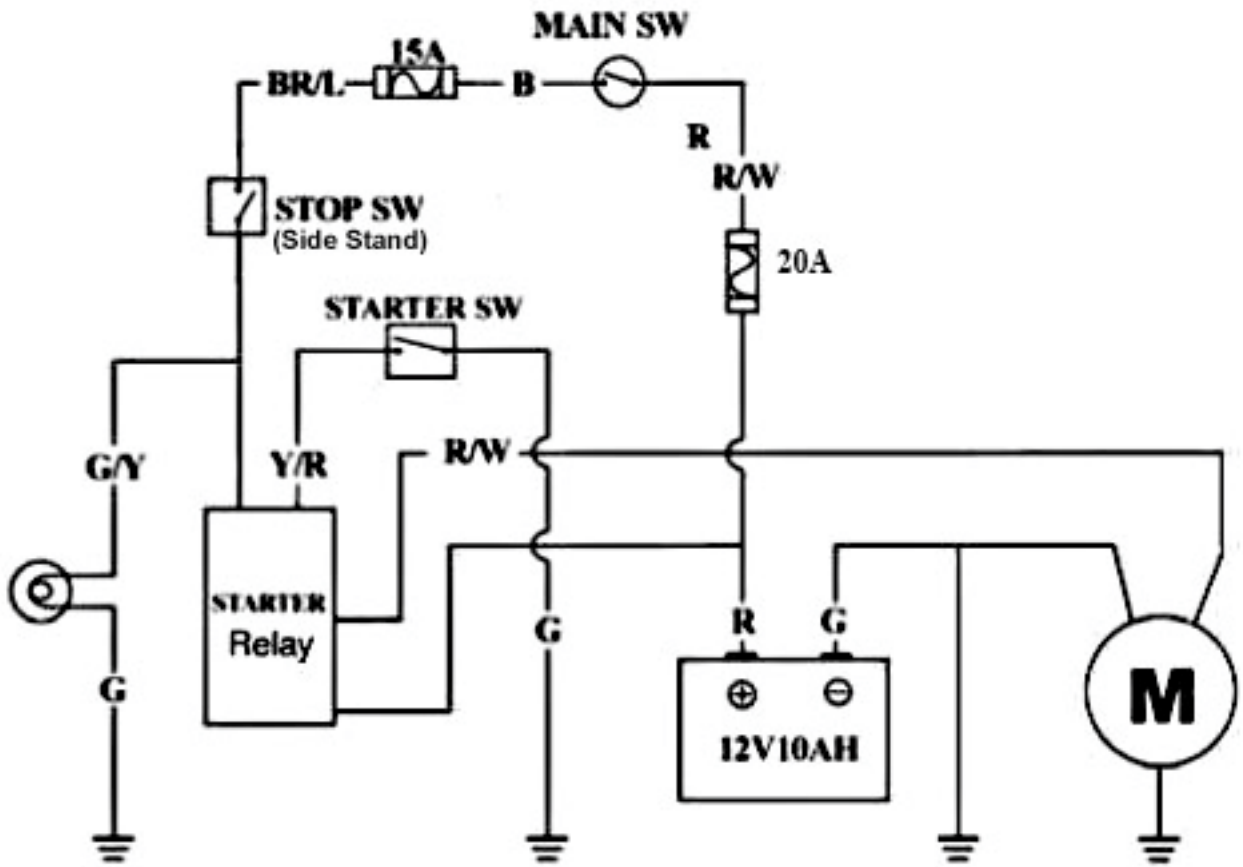 MAIN SW
15A
BR/L
B
R
R/W
STOP SW
(Side Stand)
20A
STARTER SW
G/Y
Y/R
R/W
STARTER
Relay
G
R
G
G
M
12V10AH